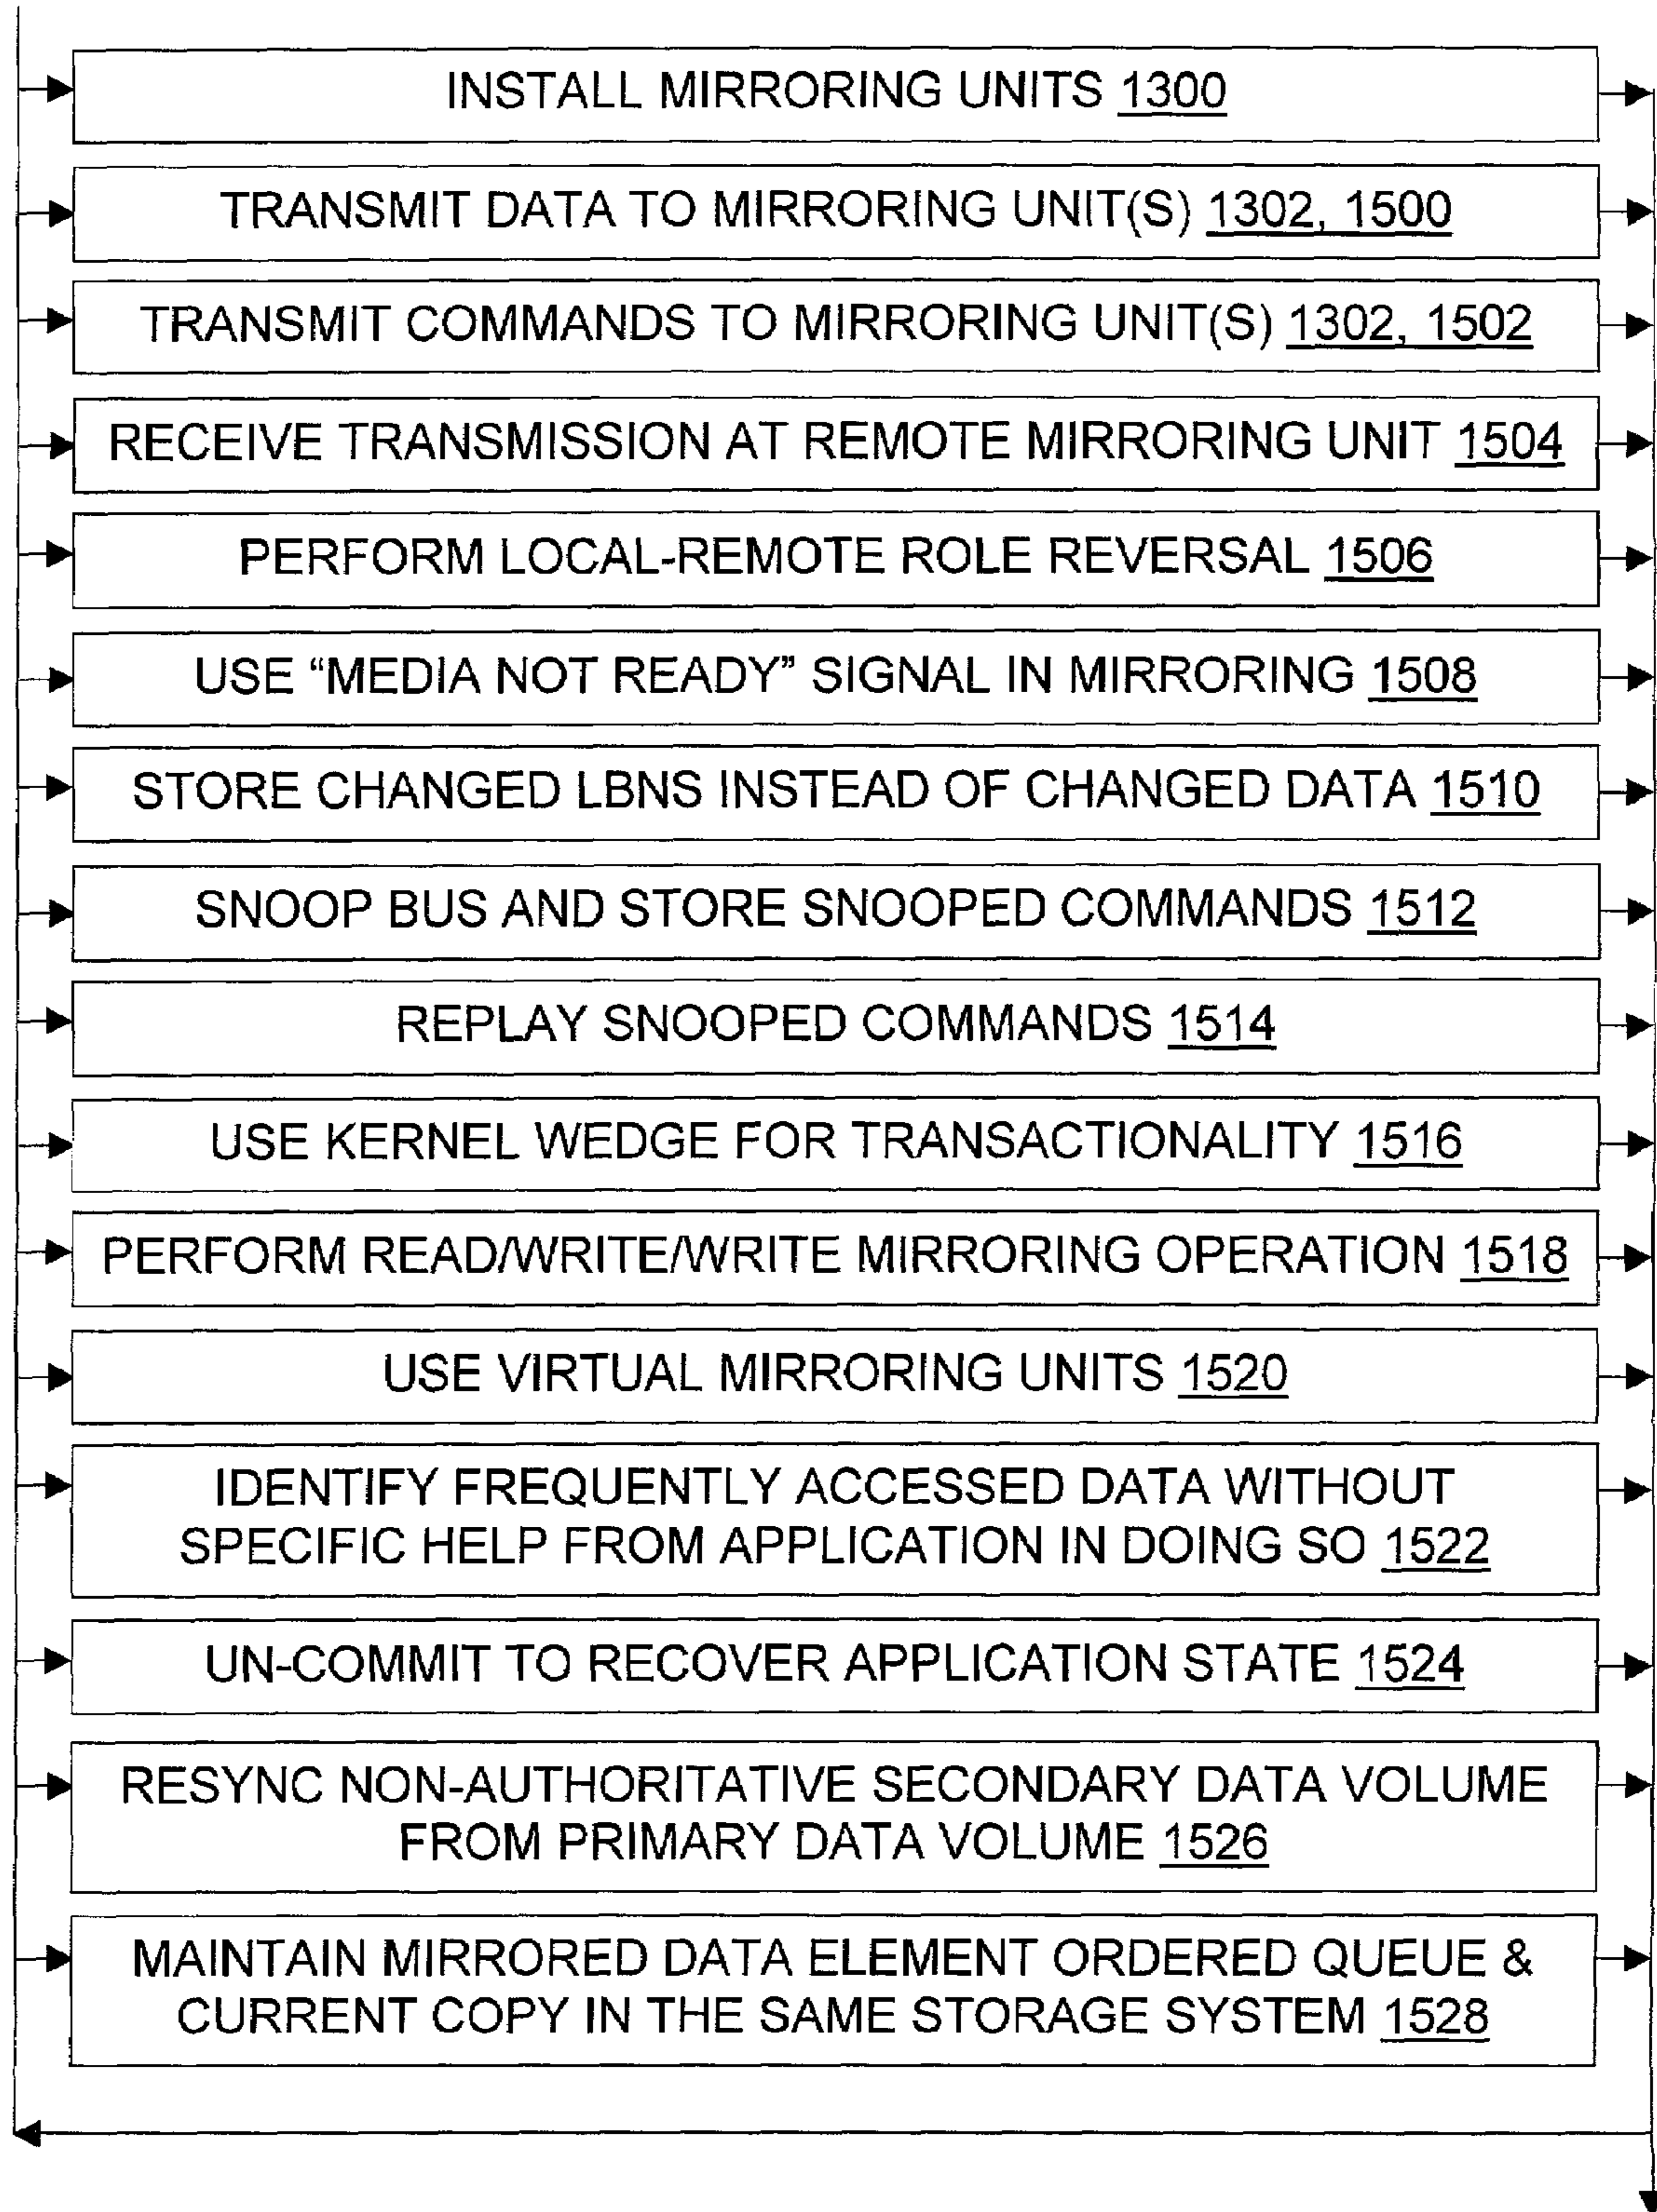 INSTALL MIRRORING UNITS 1300
TRANSMIT DATA TO MIRRORING UNIT(S) 1302, 1500
TRANSMIT COMMANDS TO MIRRORING UNIT(S) 1302, 1502
RECEIVE TRANSMISSION AT REMOTE MIRRORING UNIT 1504
PERFORM LOCAL-REMOTE ROLE REVERSAL 1506
USE “MEDIA NOT READY” SIGNAL IN MIRRORING 1508
STORE CHANGED LBNS INSTEAD OF CHANGED DATA 1510
SNOOP BUS AND STORE SNOOPED COMMANDS 1512
REPLAY SNOOPED COMMANDS 1514
USE KERNEL WEDGE FOR TRANSACTIONALITY 1516
PERFORM READ/WRITE/WRITE MIRRORING OPERATION 1518
USE VIRTUAL MIRRORING UNITS 1520
IDENTIFY FREQUENTLY ACCESSED DATA WITHOUT
SPECIFIC HELP FROM APPLICATION IN DOING SO 1522
UN-COMMIT TO RECOVER APPLICATION STATE 1524
RESYNC NON-AUTHORITATIVE SECONDARY DATA VOLUME
FROM PRIMARY DATA VOLUME 1526
MAINTAIN MIRRORED DATA ELEMENT ORDERED QUEUE &
CURRENT COPY IN THE SAME STORAGE SYSTEM 1528